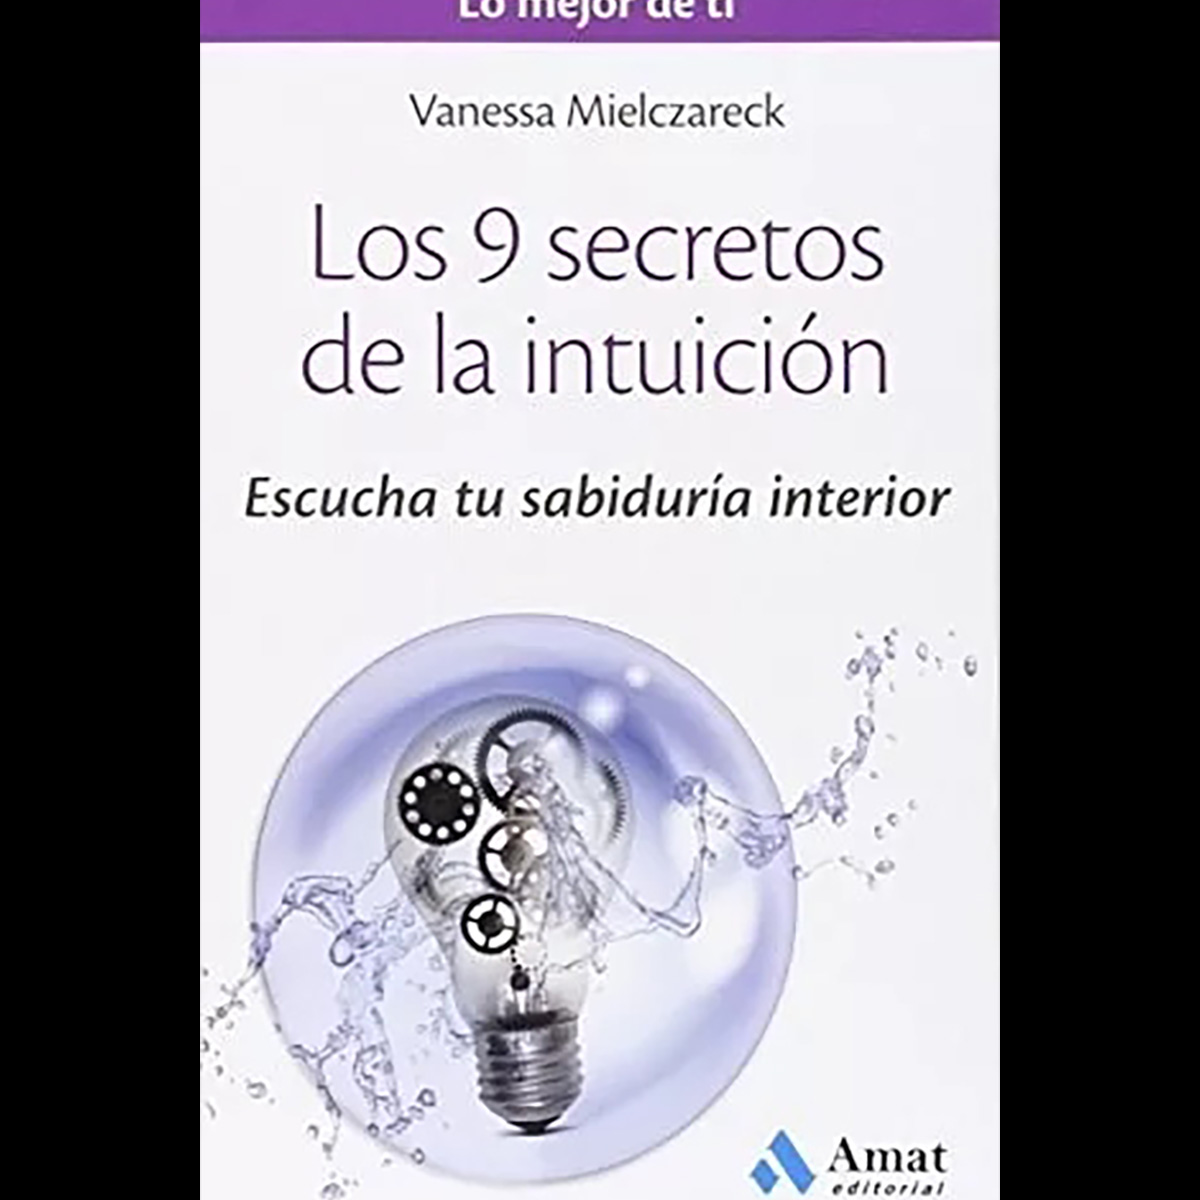 Lo mejor de ti
Vanessa Mielczareck
Los 9 secretos
de la intuición
Escucha tu sabiduría interior
Amat
editorial